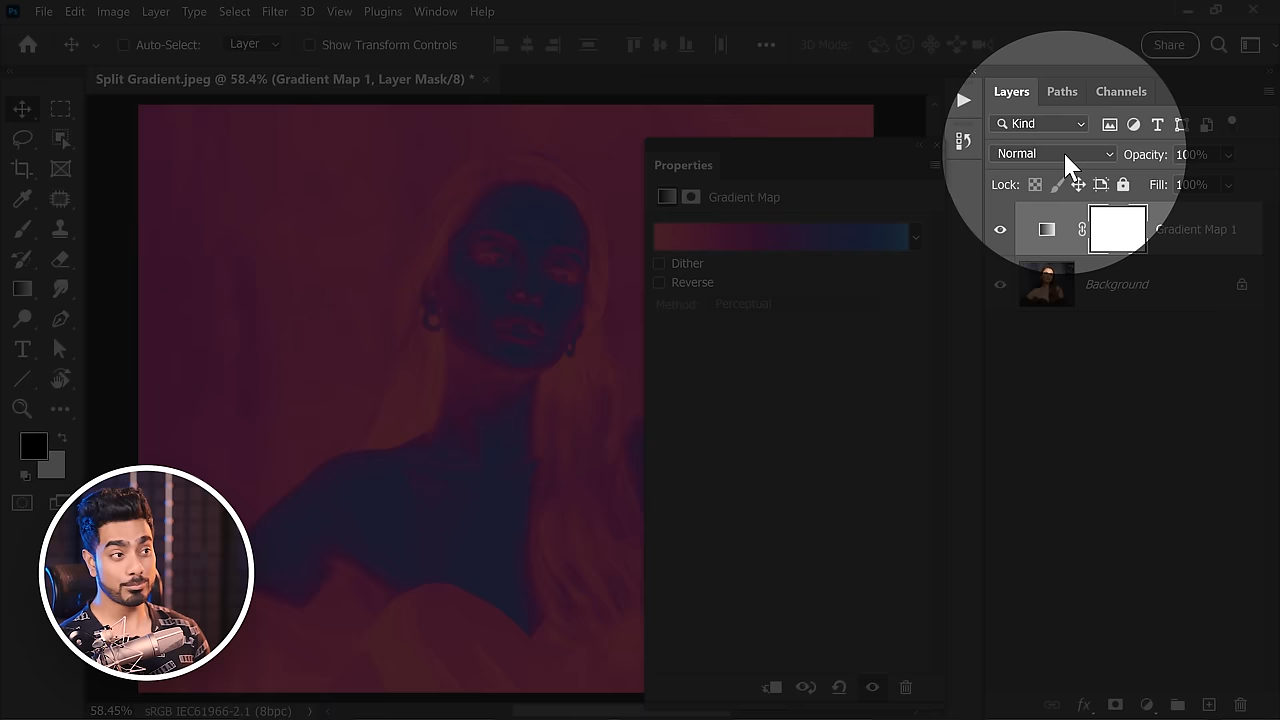 Ps File Edit Image Layer Type Select Filter 3D View Plugins Window Help
Auto-Select: Layer Show Transform Controls 3D Mode: Share
Split Gradient.jpeg @ 58.4% (Gradient Map 1, Layer Mask/8) * ×
Layers Paths Channels
Kind
Normal Opacity: 100%
Lock: Fill: 100%
Gradient Map 1
Background
Properties
Gradient Map
Dither
Reverse
Method: Perceptual
58.45% sRGB IEC61966-2.1 (8bpc)
fx